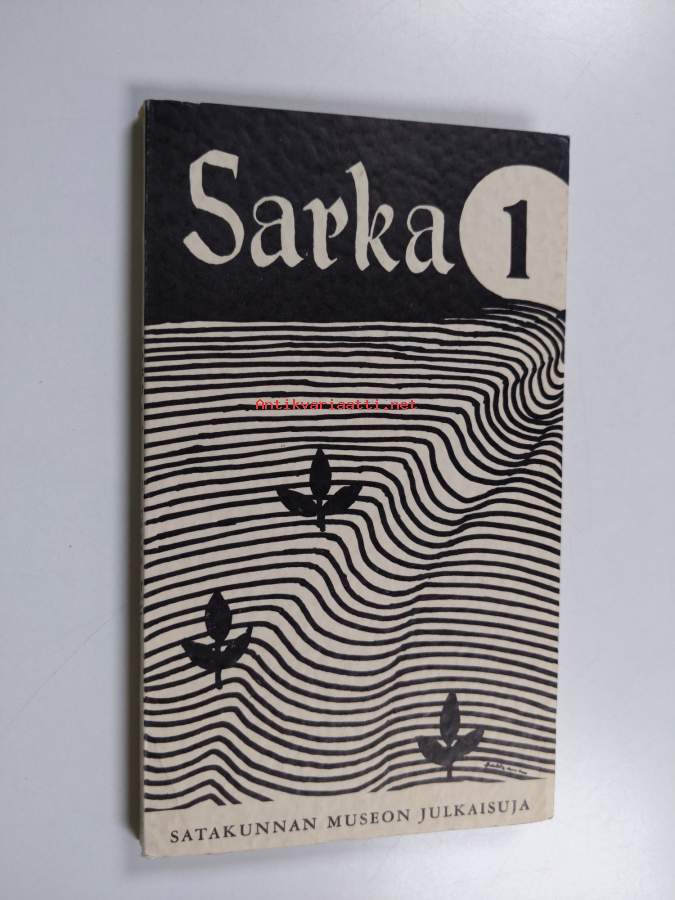 Sarka 1
Antikvariaatti.net
SATAKUNNAN MUSEON JULKAISUJA